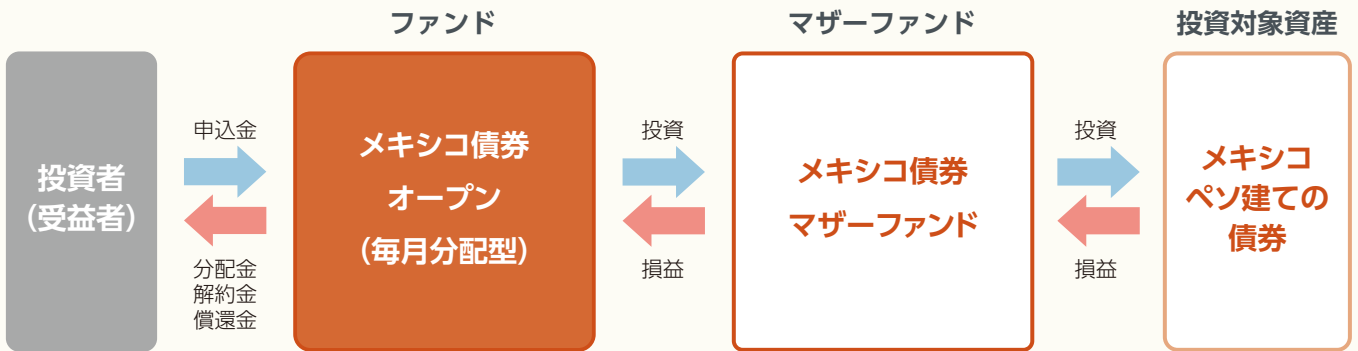 ファンド
マザーファンド
投資対象資産
投資者
（受益者）
申込金
分配金
解約金
償還金
メキシコ債券
オープン
（毎月分配型）
投資
損益
メキシコ債券
マザーファンド
投資
損益
メキシコ
ペソ建ての
債券